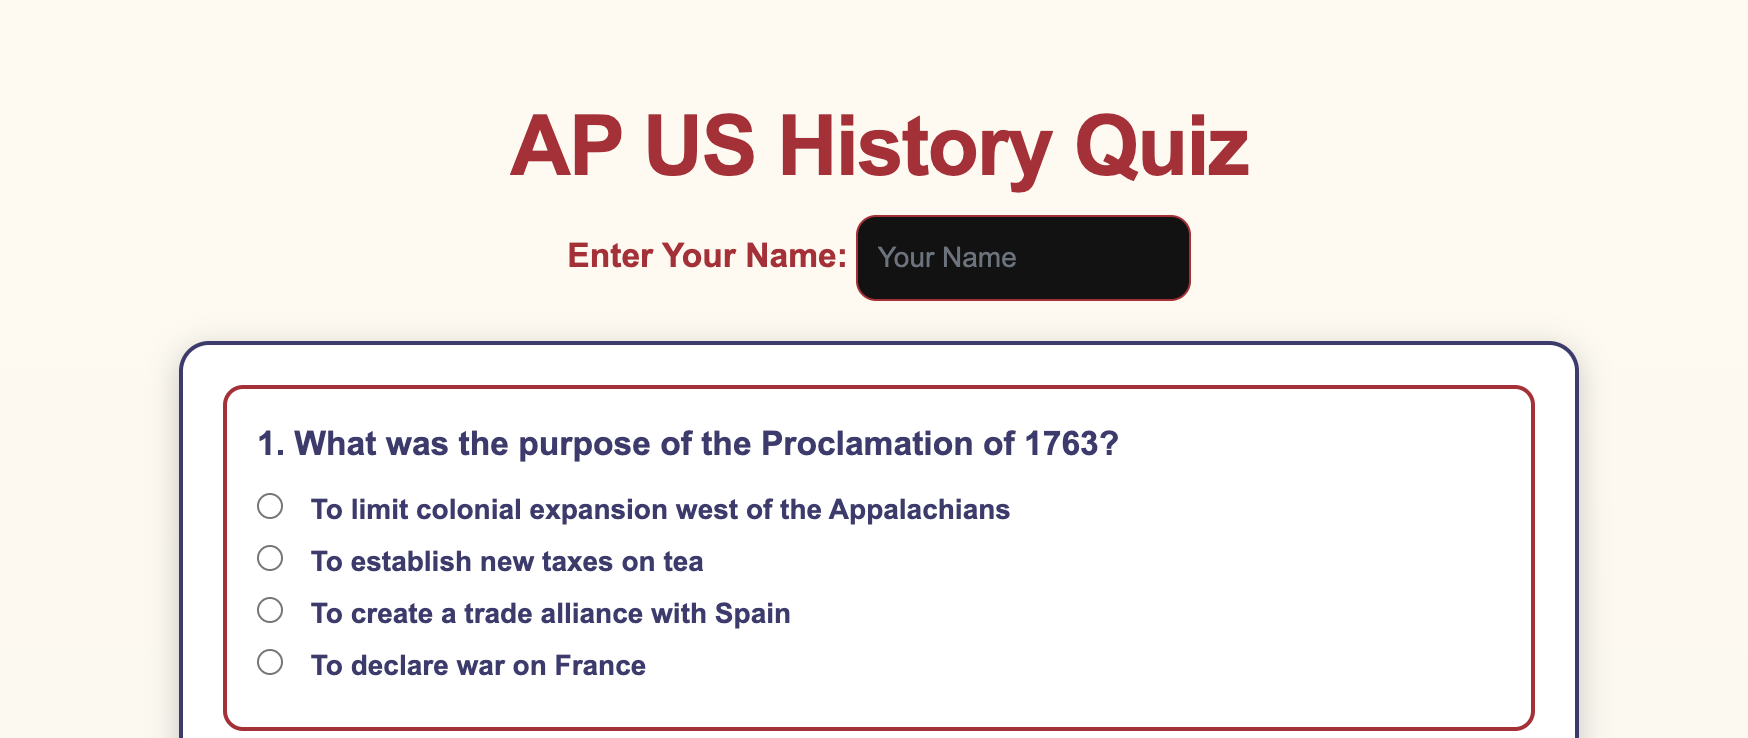 AP US History Quiz
Enter Your Name: Your Name
1. What was the purpose of the Proclamation of 1763?
To limit colonial expansion west of the Appalachians
To establish new taxes on tea
To create a trade alliance with Spain
To declare war on France